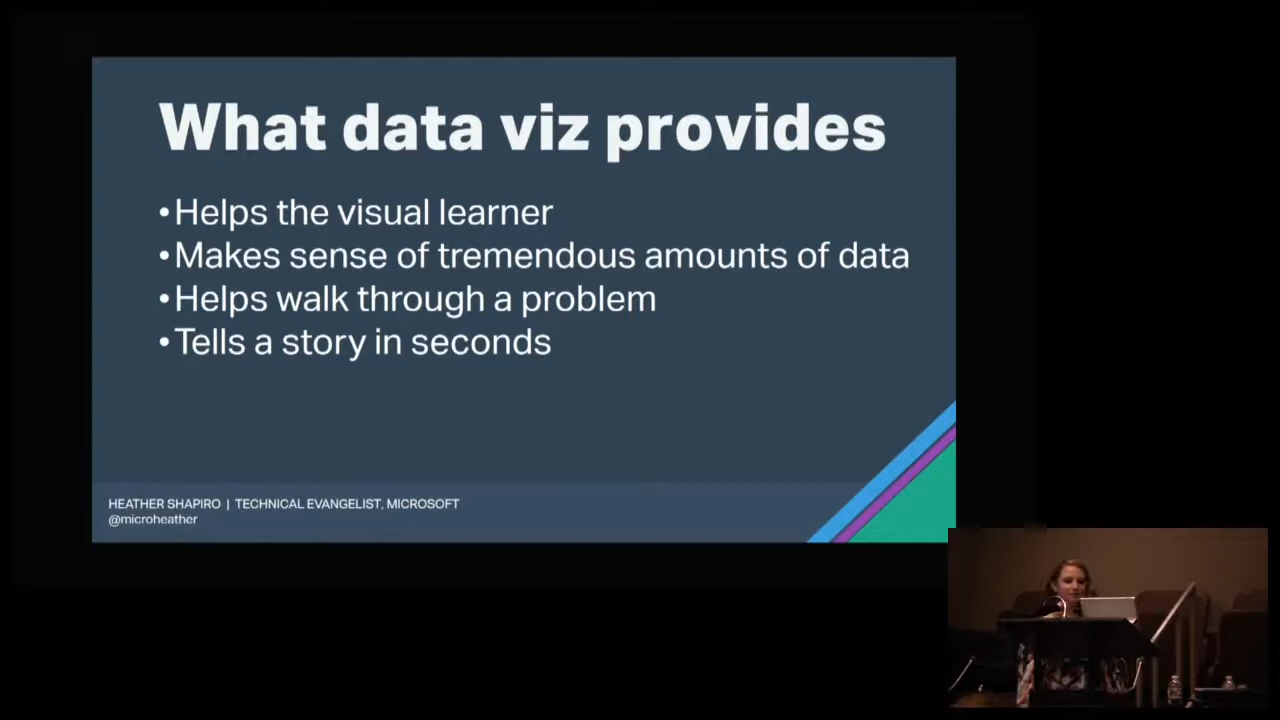 What data viz provides
•Helps the visual learner
•Makes sense of tremendous amounts of data
•Helps walk through a problem
•Tells a story in seconds
HEATHER SHAPIRO | TECHNICAL EVANGELIST, MICROSOFT
@microheather